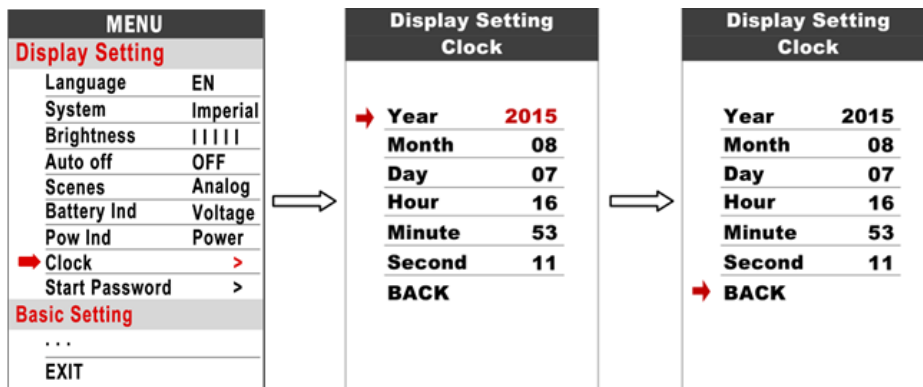 MENU
Display Setting
Language EN
System Imperial
Brightness | | | | |
Auto off OFF
Scenes Analog
Battery Ind Voltage
Pow Ind Power
Clock >
Start Password >
Basic Setting
...
EXIT
Display Setting
Clock
Year 2015
Month 08
Day 07
Hour 16
Minute 53
Second 11
BACK
Display Setting
Clock
Year 2015
Month 08
Day 07
Hour 16
Minute 53
Second 11
BACK